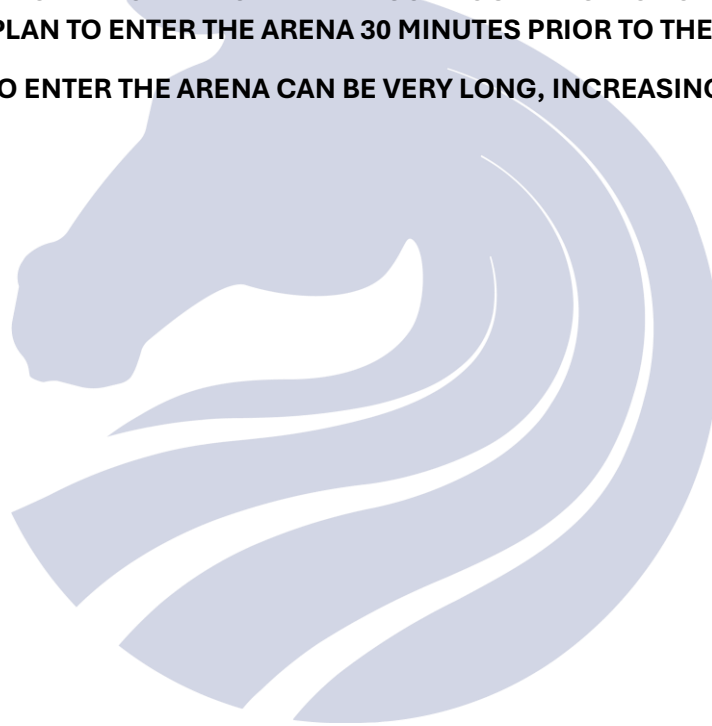 PLAN TO ENTER THE ARENA 30 MINUTES PRIOR TO THE
ENTER THE ARENA CAN BE VERY LONG, INCREASING